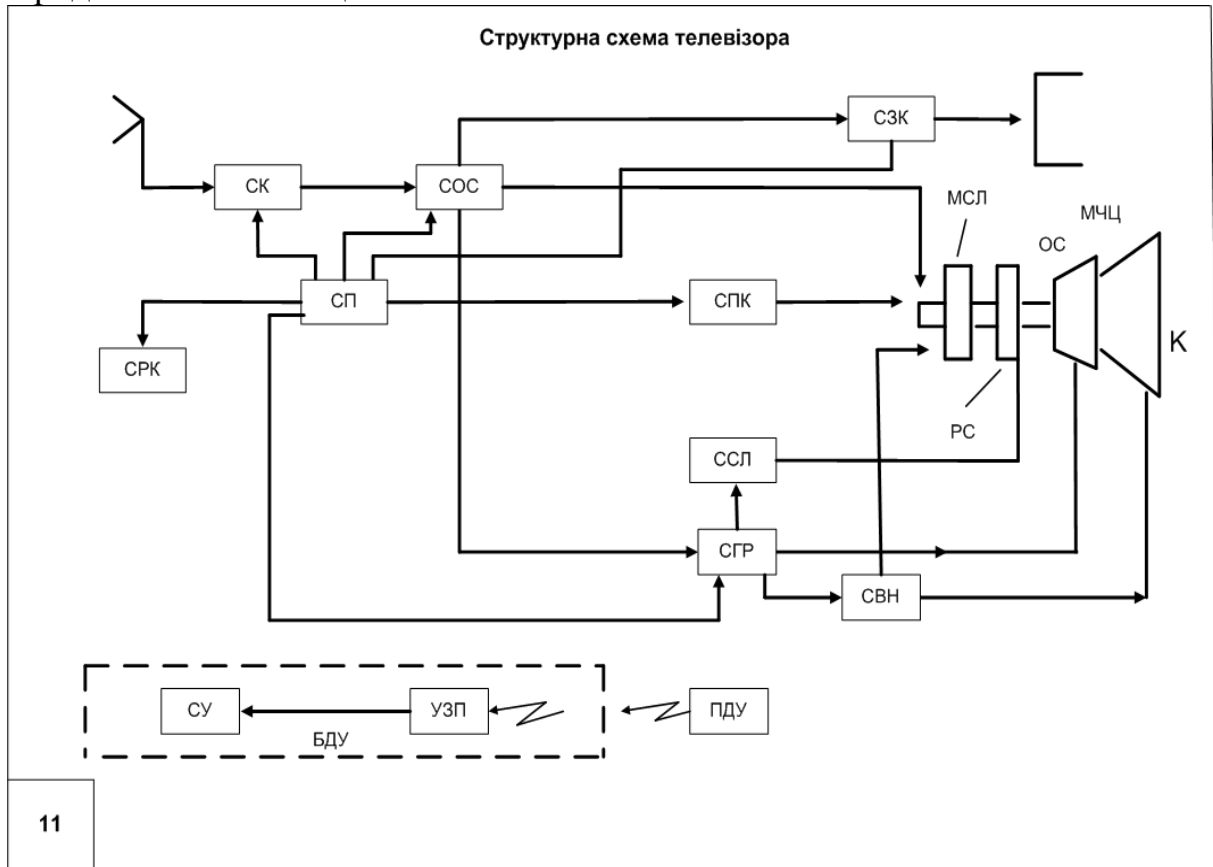 Структурна схема телевізора
СЗК
СК
СОС
МСЛ
МЧЦ
ОС
СП
СПК
К
СРК
РС
ССЛ
СГР
СВН
СУ
УЗП
ПДУ
БДУ
11